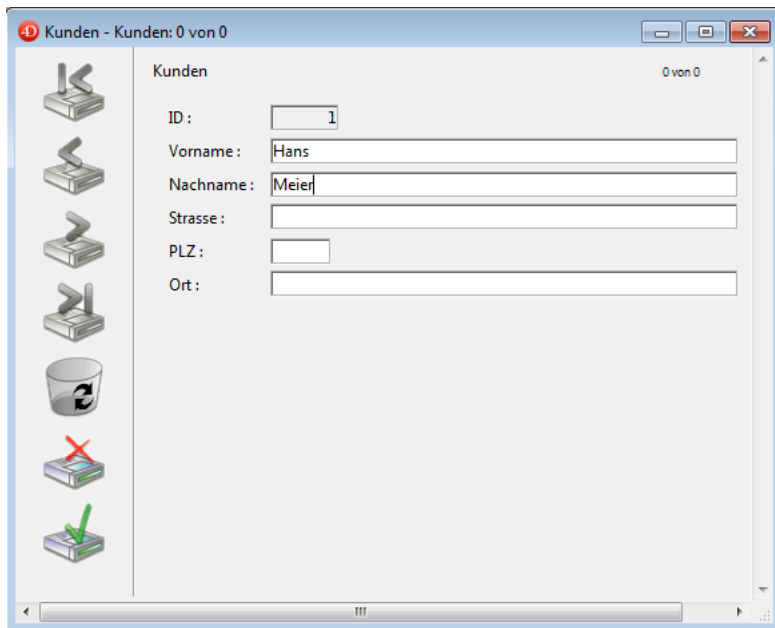 4D Kunden - Kunden: 0 von 0
Kunden 0 von 0
ID : 1
Vorname : Hans
Nachname : Meier
Strasse :
PLZ :
Ort :